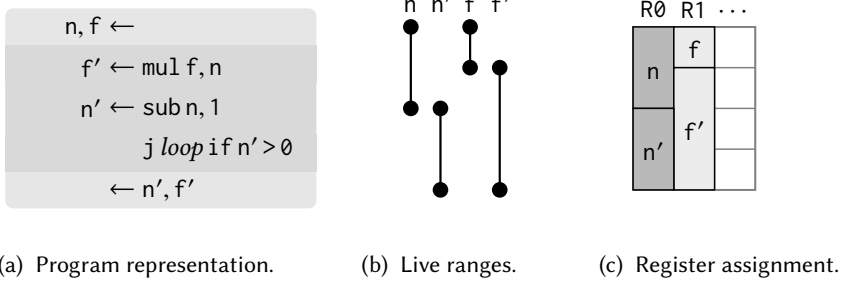 n, f ←
f′ ← mul f, n
n′ ← sub n, 1
j loop if n′ > 0
← n′, f′
(a) Program representation.
n n′ f f′
(b) Live ranges.
R0 R1 ···
n f
n′ f′
(c) Register assignment.